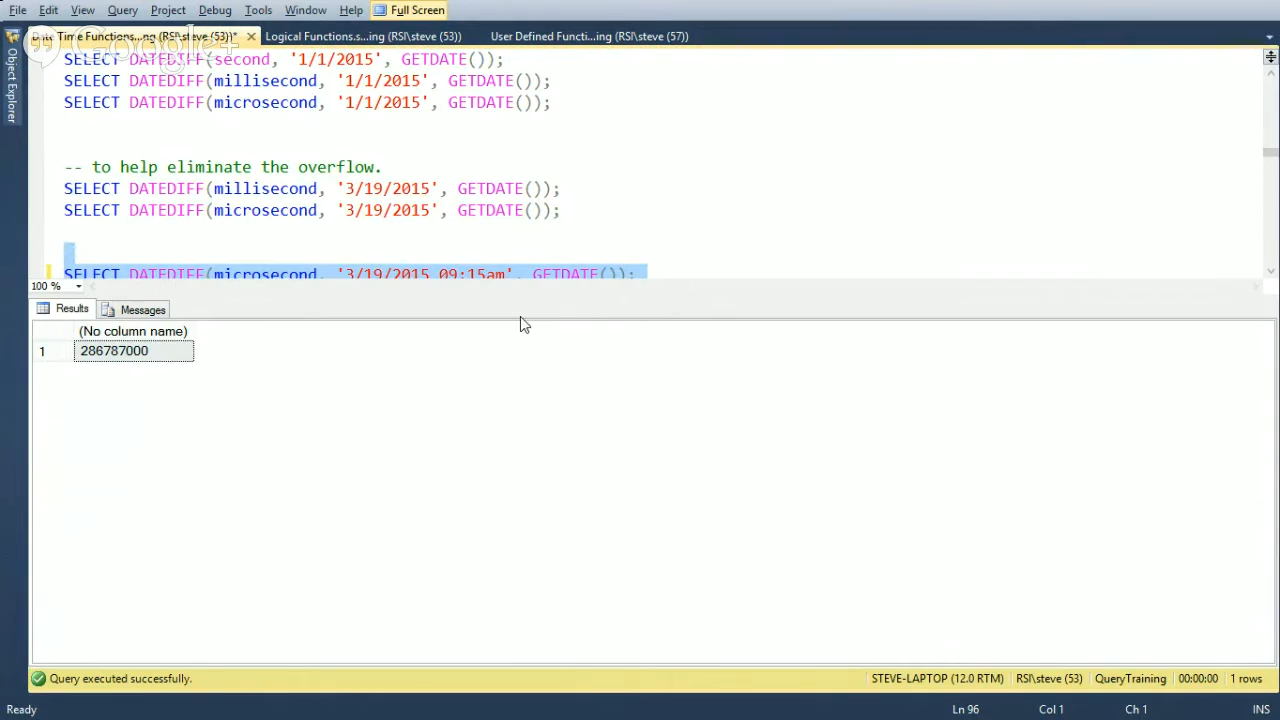 File Edit View Query Project Debug Tools Window Help Full Screen
Date Time Functions...ng (RSI\steve (53))* Logical Functions.s...ing (RSI\steve (53)) User Defined Functi...ing (RSI\steve (57))
Google+
Object Explorer
SELECT DATEDIFF(second, '1/1/2015', GETDATE());
SELECT DATEDIFF(millisecond, '1/1/2015', GETDATE());
SELECT DATEDIFF(microsecond, '1/1/2015', GETDATE());
-- to help eliminate the overflow.
SELECT DATEDIFF(millisecond, '3/19/2015', GETDATE());
SELECT DATEDIFF(microsecond, '3/19/2015', GETDATE());
SELECT DATEDIFF(microsecond, '3/19/2015 09:15am', GETDATE());
100 %
Results Messages
(No column name)
1 286787000
Query executed successfully. STEVE-LAPTOP (12.0 RTM) RSI\steve (53) QueryTraining 00:00:00 1 rows
Ready Ln 96 Col 1 Ch 1 INS